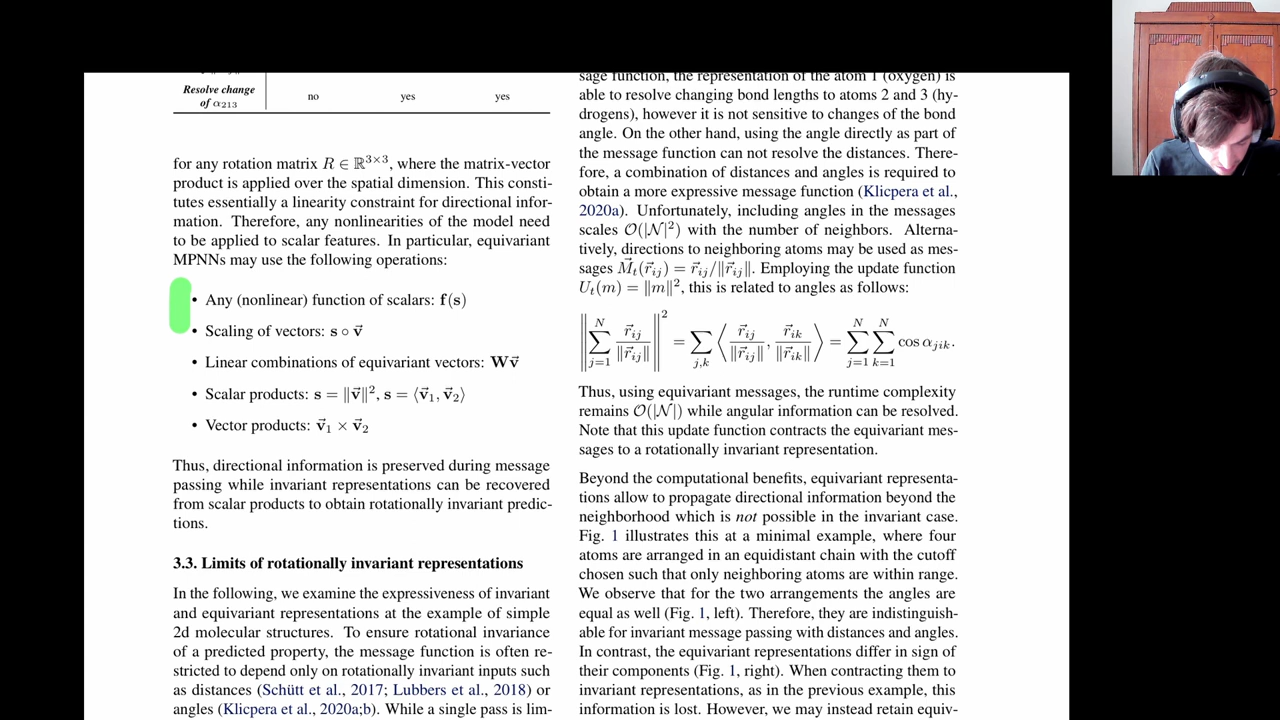 Resolve change
of α₂₁₃
no yes yes
for any rotation matrix R ∈ ℝ³ˣ³, where the matrix-vector
product is applied over the spatial dimension. This consti-
tutes essentially a linearity constraint for directional infor-
mation. Therefore, any nonlinearities of the model need
to be applied to scalar features. In particular, equivariant
MPNNs may use the following operations:
• Any (nonlinear) function of scalars: f(s)
• Scaling of vectors: s ∘ v⃗
• Linear combinations of equivariant vectors: Wv⃗
• Scalar products: s = ‖v⃗‖², s = ⟨v⃗₁, v⃗₂⟩
• Vector products: v⃗₁ × v⃗₂
Thus, directional information is preserved during message
passing while invariant representations can be recovered
from scalar products to obtain rotationally invariant predic-
tions.
3.3. Limits of rotationally invariant representations
In the following, we examine the expressiveness of invariant
and equivariant representations at the example of simple
2d molecular structures. To ensure rotational invariance
of a predicted property, the message function is often re-
stricted to depend only on rotationally invariant inputs such
as distances (Schütt et al., 2017; Lubbers et al., 2018) or
angles (Klicpera et al., 2020a;b). While a single pass is lim-
sage function, the representation of the atom 1 (oxygen) is
able to resolve changing bond lengths to atoms 2 and 3 (hy-
drogens), however it is not sensitive to changes of the bond
angle. On the other hand, using the angle directly as part of
the message function can not resolve the distances. There-
fore, a combination of distances and angles is required to
obtain a more expressive message function (Klicpera et al.,
2020a). Unfortunately, including angles in the messages
scales 𝒪(|𝒩|²) with the number of neighbors. Alterna-
tively, directions to neighboring atoms may be used as mes-
sages M⃗ₜ(r⃗ᵢⱼ) = r⃗ᵢⱼ/‖r⃗ᵢⱼ‖. Employing the update function
Uₜ(m) = ‖m‖², this is related to angles as follows:
‖∑_{j=1}^{N} r⃗ᵢⱼ/‖r⃗ᵢⱼ‖‖² = ∑_{j,k} ⟨r⃗ᵢⱼ/‖r⃗ᵢⱼ‖, r⃗ᵢₖ/‖r⃗ᵢₖ‖⟩ = ∑_{j=1}^{N} ∑_{k=1}^{N} cos α_{jik}.
Thus, using equivariant messages, the runtime complexity
remains 𝒪(|𝒩|) while angular information can be resolved.
Note that this update function contracts the equivariant mes-
sages to a rotationally invariant representation.
Beyond the computational benefits, equivariant representa-
tions allow to propagate directional information beyond the
neighborhood which is not possible in the invariant case.
Fig. 1 illustrates this at a minimal example, where four
atoms are arranged in an equidistant chain with the cutoff
chosen such that only neighboring atoms are within range.
We observe that for the two arrangements the angles are
equal as well (Fig. 1, left). Therefore, they are indistinguish-
able for invariant message passing with distances and angles.
In contrast, the equivariant representations differ in sign of
their components (Fig. 1, right). When contracting them to
invariant representations, as in the previous example, this
information is lost. However, we may instead retain equiv-